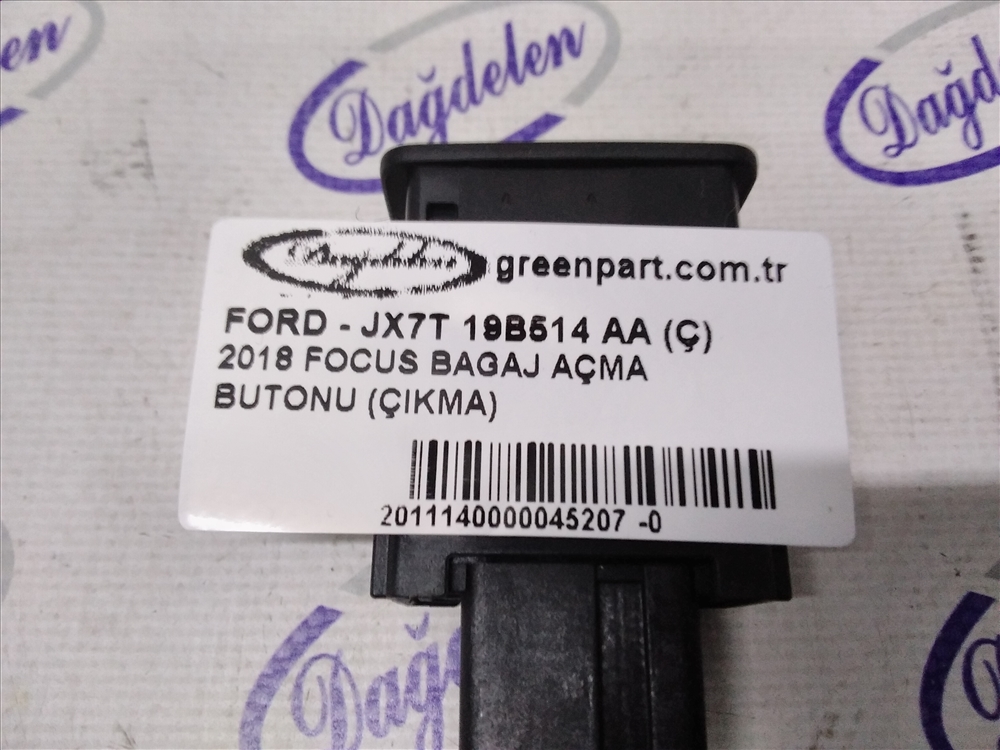 Dağdelen
Dağdelen
greenpart.com.tr
FORD - JX7T 19B514 AA (Ç)
2018 FOCUS BAGAJ AÇMA
BUTONU (ÇIKMA)
2011140000045207 -0
Dağdelen